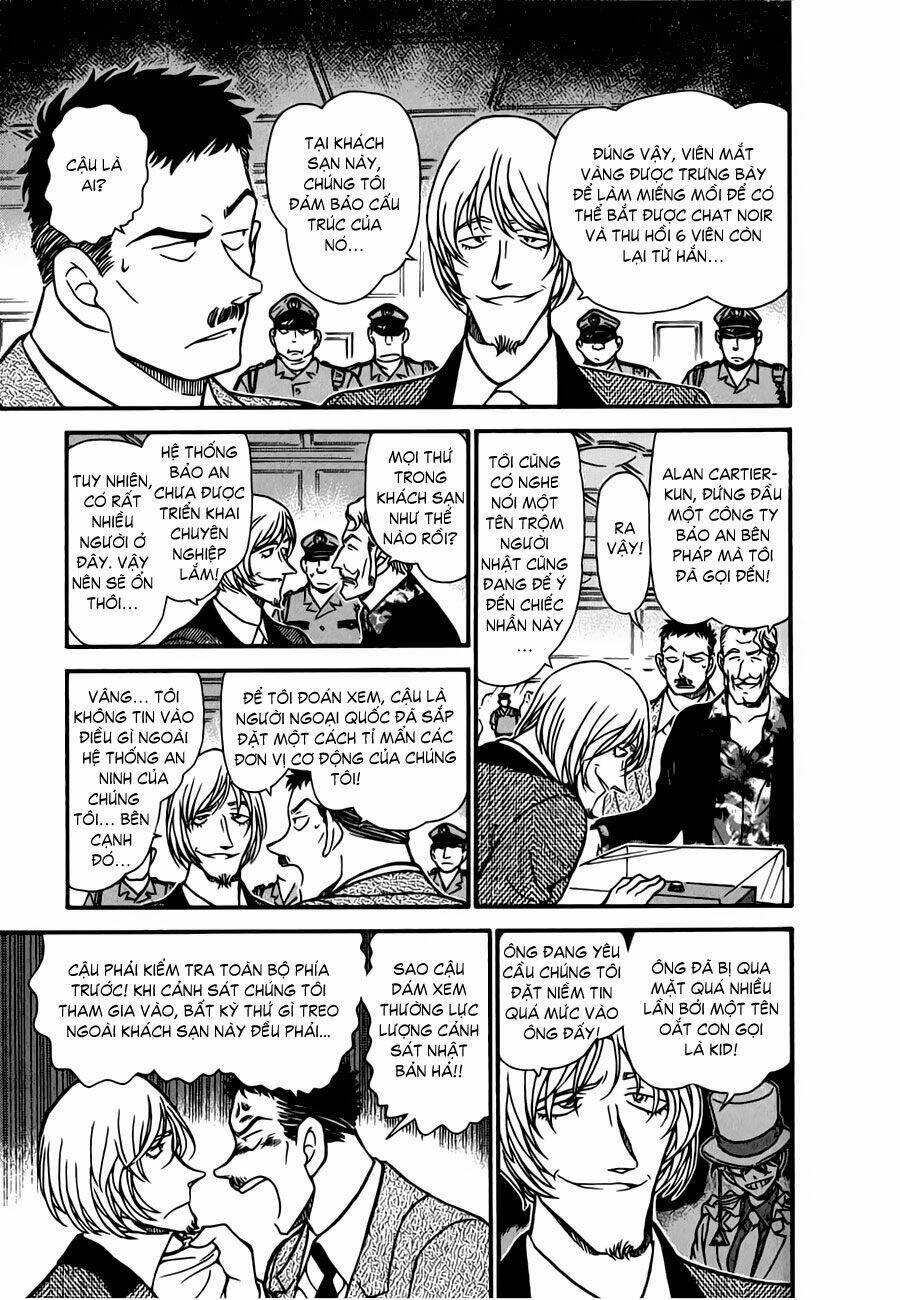 ĐÚNG VẬY, VIÊN MẮT
VÀNG ĐƯỢC TRƯNG BÀY
ĐỂ LÀM MIẾNG MỒI ĐỂ CÓ
THỂ BẮT ĐƯỢC CHAT NOIR
VÀ THU HỒI 6 VIÊN CÒN
LẠI TỪ HẮN...
TẠI KHÁCH
SẠN NÀY,
CHÚNG TÔI
ĐẢM BẢO CẤU
TRÚC CỦA
NÓ...
CẬU LÀ
AI?
ALAN CARTIER-
KUN, ĐỨNG ĐẦU
MỘT CÔNG TY
BẢO AN BÊN
PHÁP MÀ TÔI
ĐÃ GỌI ĐẾN!
RA
VẬY!
TÔI CŨNG
CÓ NGHE
NÓI MỘT
TÊN TRỘM
NGƯỜI
NHẬT CŨNG
ĐANG ĐỂ Ý
ĐẾN CHIẾC
NHẪN NÀY
...
MỌI THỨ
TRONG
KHÁCH SẠN
NHƯ THẾ
NÀO RỒI?
HỆ THỐNG
BẢO AN
CHƯA ĐƯỢC
TRIỂN KHAI
CHUYÊN
NGHIỆP
LẮM!
TUY NHIÊN,
CÓ RẤT
NHIỀU
NGƯỜI Ở
ĐÂY. VẬY
NÊN SẼ ỔN
THÔI...
ĐỂ TÔI ĐOÁN XEM, CẬU LÀ
NGƯỜI NGOẠI QUỐC ĐÃ SẮP
ĐẶT MỘT CÁCH TỈ MẨN CÁC
ĐƠN VỊ CƠ ĐỘNG CỦA CHÚNG
TÔI!
VÂNG... TÔI
KHÔNG TIN VÀO
ĐIỀU GÌ NGOÀI
HỆ THỐNG AN
NINH CỦA
CHÚNG
TÔI... BÊN
CẠNH
ĐÓ...
ÔNG ĐÃ BỊ QUA
MẶT QUÁ NHIỀU
LẦN BỞI MỘT TÊN
OẮT CON GỌI
LÀ KID!
ÔNG ĐANG YÊU
CẦU CHÚNG TÔI
ĐẶT NIỀM TIN
QUÁ MỨC VÀO
ÔNG ĐẤY!
SAO CẬU
DÁM XEM
THƯỜNG LỰC
LƯỢNG CẢNH
SÁT NHẬT
BẢN HẢ!!
CẬU PHẢI KIỂM TRA TOÀN BỘ PHÍA
TRƯỚC! KHI CẢNH SÁT CHÚNG TÔI
THAM GIA VÀO, BẤT KỲ THỨ GÌ TREO
NGOÀI KHÁCH SẠN NÀY ĐỀU PHẢI...